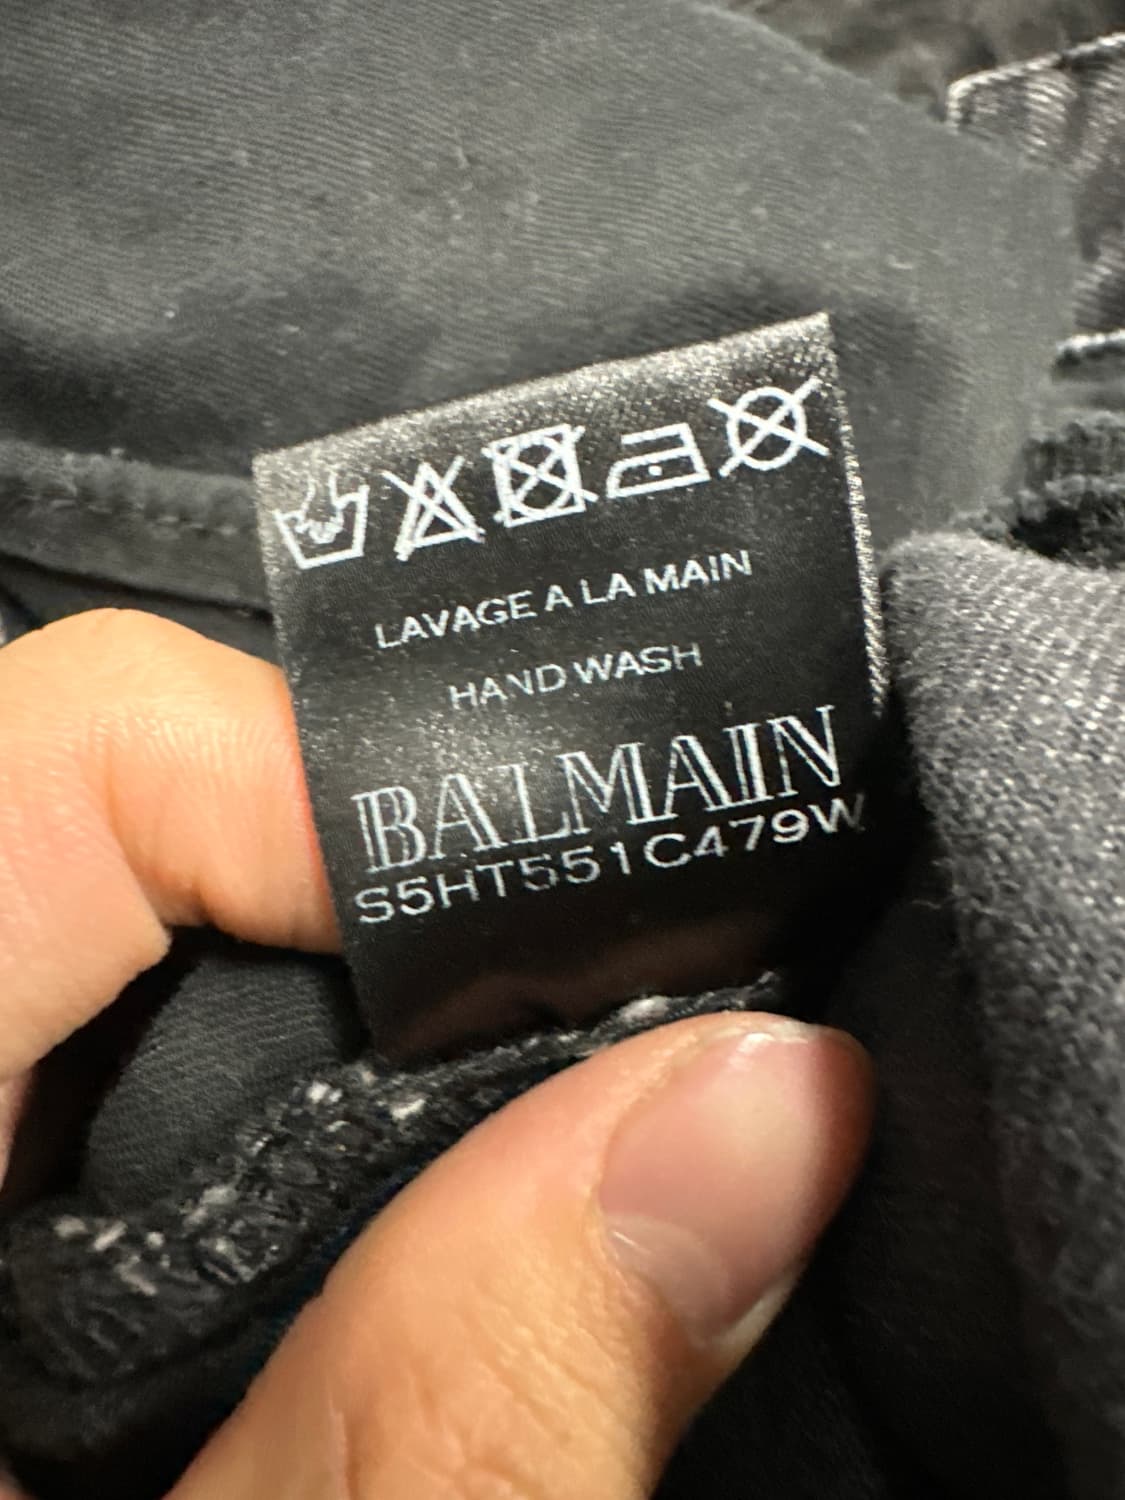 LAVAGE A LA MAIN
HAND WASH
BALMAIN
S5HT551C479W